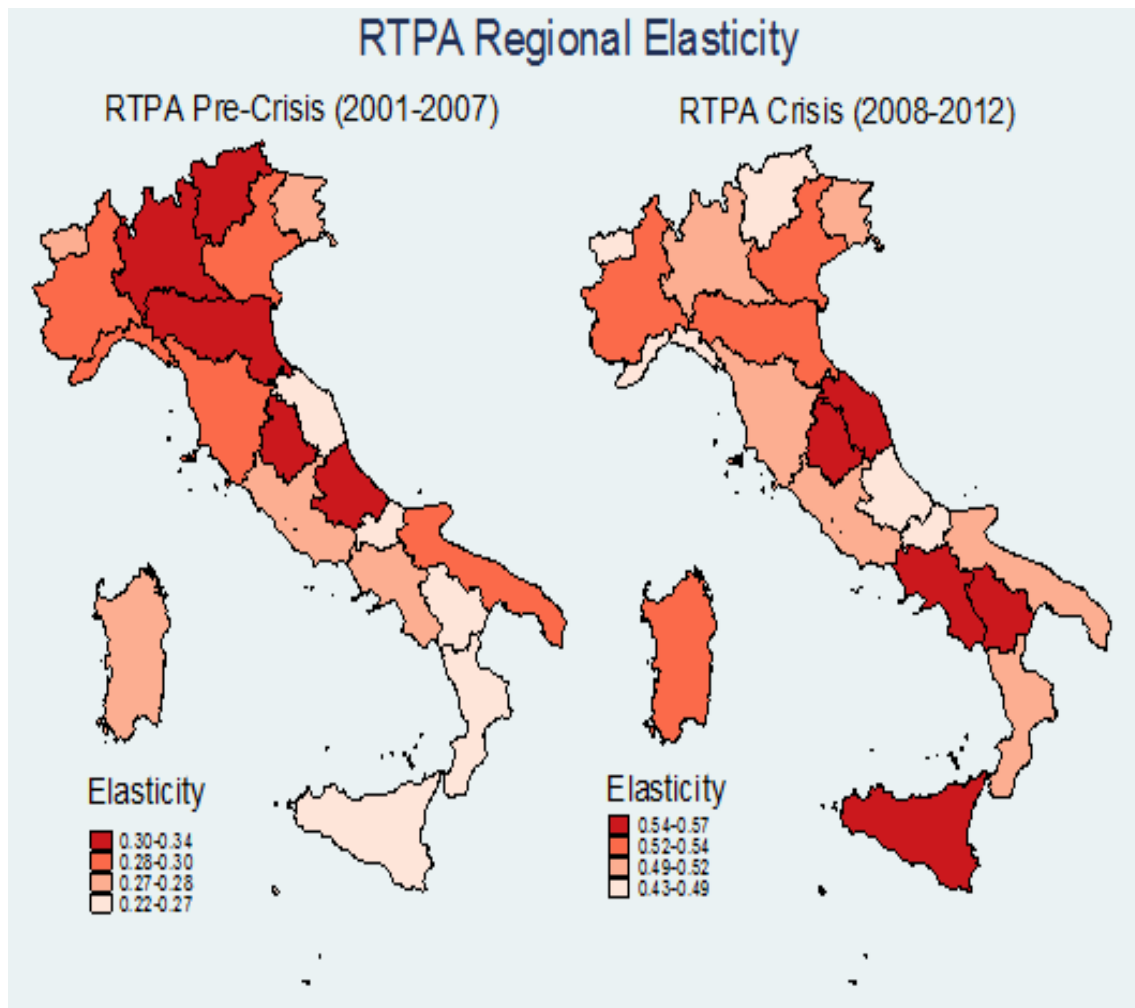 RTPA Regional Elasticity
RTPA Pre-Crisis (2001-2007)
RTPA Crisis (2008-2012)
Elasticity
0.30-0.34
0.28-0.30
0.27-0.28
0.22-0.27
Elasticity
0.54-0.57
0.52-0.54
0.49-0.52
0.43-0.49